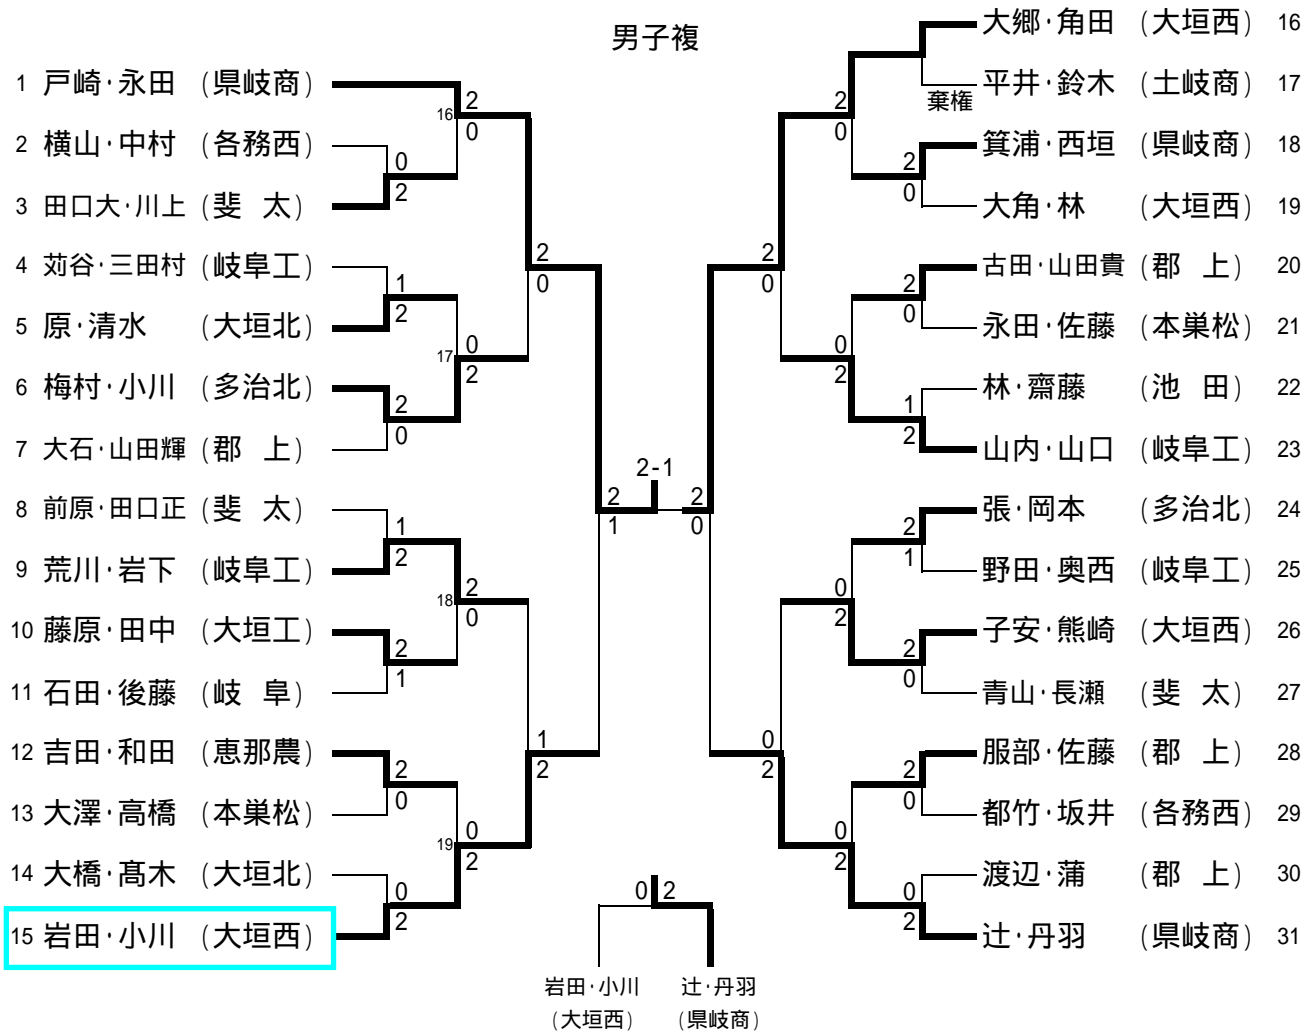 男子複
1 戸崎・永田 (県岐商)
2 横山・中村 (各務西)
3 田口大・川上 (斐 太)
4 苅谷・三田村 (岐阜工)
5 原・清水 (大垣北)
6 梅村・小川 (多治北)
7 大石・山田輝 (郡 上)
8 前原・田口正 (斐 太)
9 荒川・岩下 (岐阜工)
10 藤原・田中 (大垣工)
11 石田・後藤 (岐 阜)
12 吉田・和田 (恵那農)
13 大澤・高橋 (本巣松)
14 大橋・髙木 (大垣北)
15 岩田・小川 (大垣西)
0
2
1
2
2
0
1
2
2
1
2
0
0
2
16
2
0
17
0
2
18
2
0
19
0
2
2
0
1
2
2
1
2-1
2
0
2
0
0
2
2
0
0
2
0
2
0
2
棄権
2
0
2
0
1
2
2
1
2
0
2
0
0
2
大郷・角田 (大垣西) 16
平井・鈴木 (土岐商) 17
箕浦・西垣 (県岐商) 18
大角・林 (大垣西) 19
古田・山田貴 (郡 上) 20
永田・佐藤 (本巣松) 21
林・齋藤 (池 田) 22
山内・山口 (岐阜工) 23
張・岡本 (多治北) 24
野田・奥西 (岐阜工) 25
子安・熊崎 (大垣西) 26
青山・長瀬 (斐 太) 27
服部・佐藤 (郡 上) 28
都竹・坂井 (各務西) 29
渡辺・蒲 (郡 上) 30
辻・丹羽 (県岐商) 31
0 2
岩田・小川 辻・丹羽
(大垣西) (県岐商)